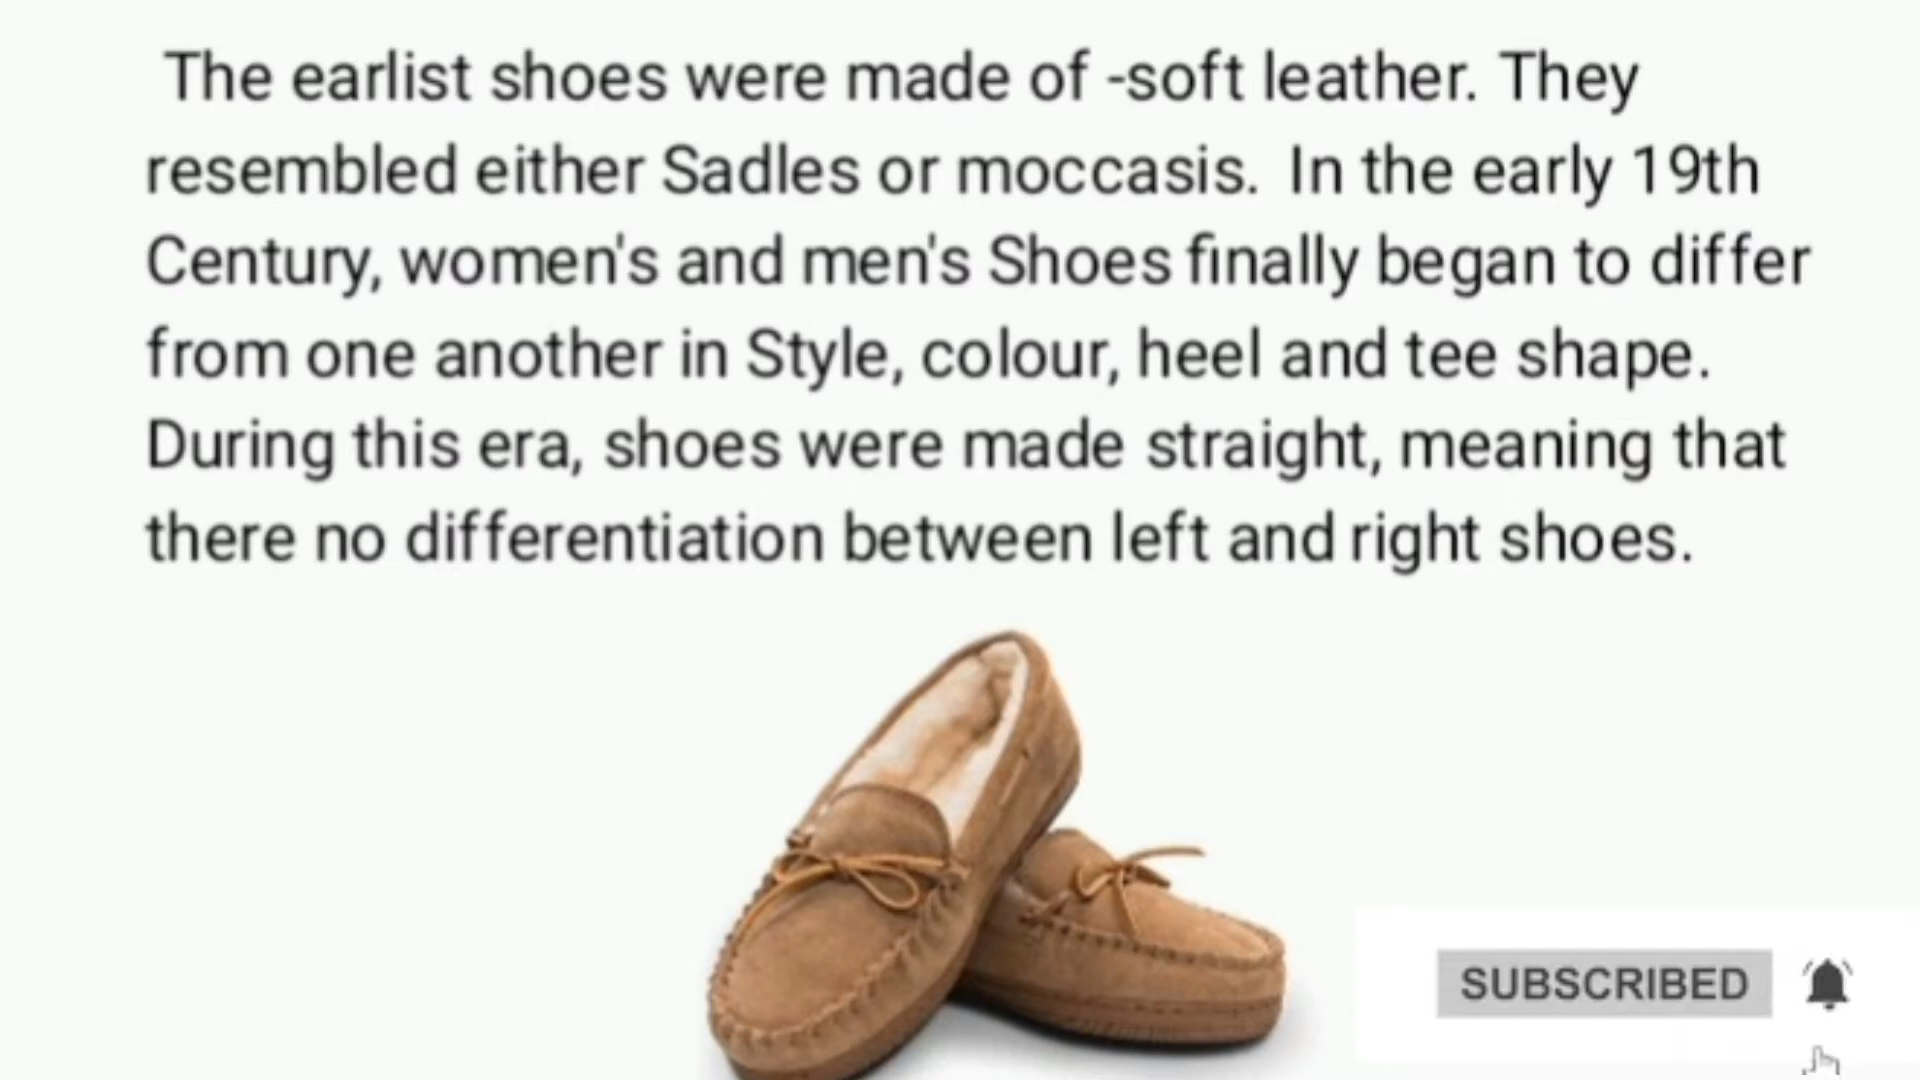 The earlist shoes were made of -soft leather. They
resembled either Sadles or moccasis. In the early 19th
Century, women's and men's Shoes finally began to differ
from one another in Style, colour, heel and tee shape.
During this era, shoes were made straight, meaning that
there no differentiation between left and right shoes.
SUBSCRIBED